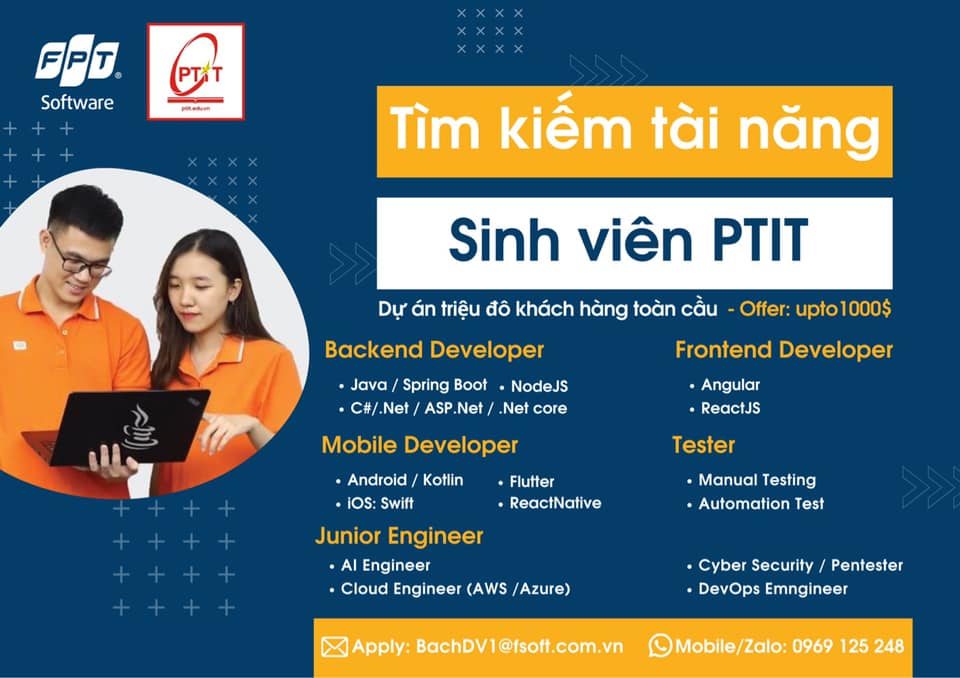 FPT
Software
PTIT
ptit.edu.vn
Tìm kiếm tài năng
Sinh viên PTIT
Dự án triệu đô khách hàng toàn cầu - Offer: upto1000$
Backend Developer
• Java / Spring Boot • NodeJS
• C#/.Net / ASP.Net / .Net core
Frontend Developer
• Angular
• ReactJS
Mobile Developer
• Android / Kotlin • Flutter
• iOS: Swift • ReactNative
Tester
• Manual Testing
• Automation Test
Junior Engineer
• AI Engineer
• Cloud Engineer (AWS /Azure)
• Cyber Security / Pentester
• DevOps Emngineer
Apply: BachDV1@fsoft.com.vn
Mobile/Zalo: 0969 125 248